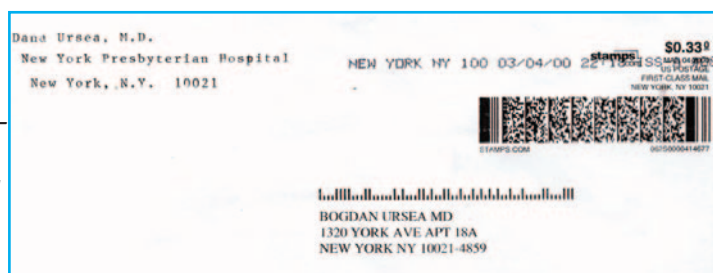 Dana Ursea, M.D.
New York Presbyterian Hospital
New York, N.Y. 10021
NEW YORK NY 100 03/04/00 22:18
stamps
$0.33
US POSTAGE
FIRST-CLASS MAIL
NEW YORK, NY 10021
STAMPS.COM
BOGDAN URSEA MD
1320 YORK AVE APT 18A
NEW YORK NY 10021-4859